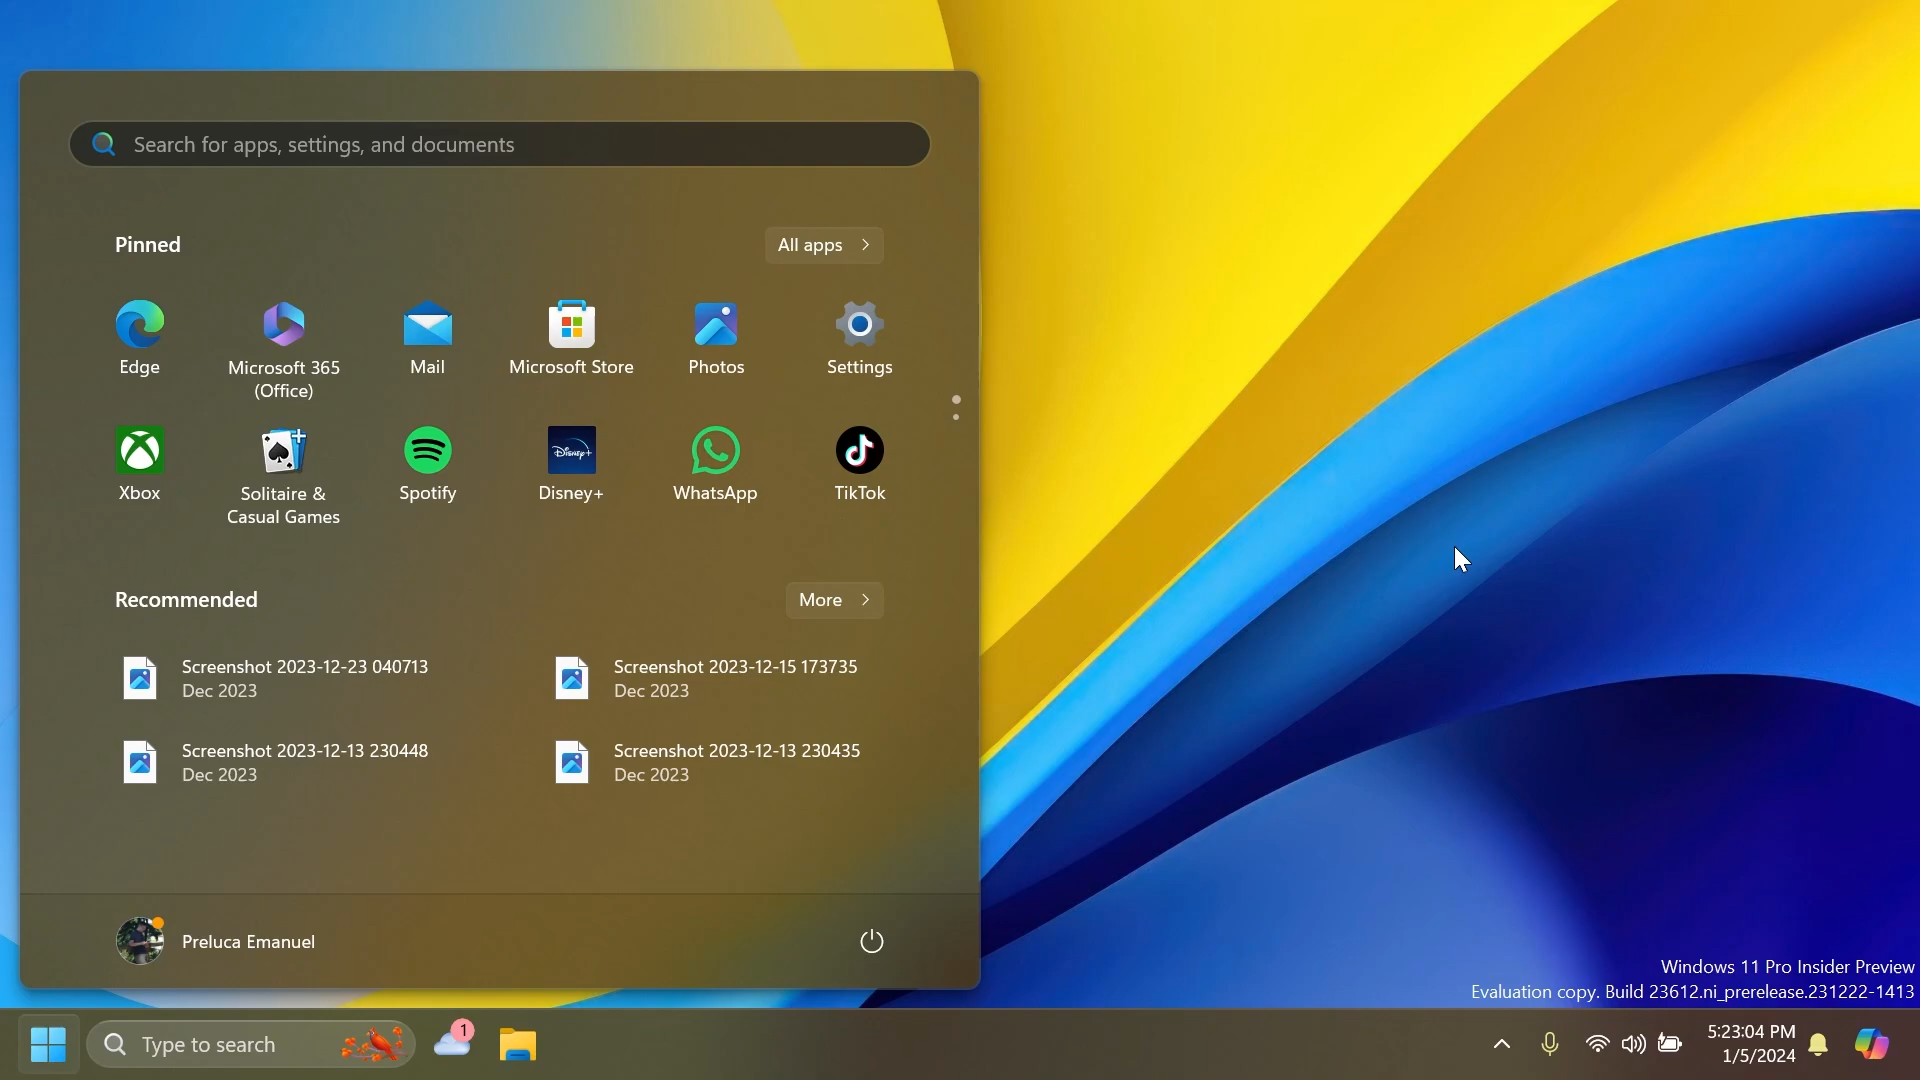 Search for apps, settings, and documents
Pinned
All apps
Edge
Microsoft 365
(Office)
Mail
Microsoft Store
Photos
Settings
Xbox
Solitaire &
Casual Games
Spotify
Disney+
Disney+
WhatsApp
TikTok
Recommended
More
Screenshot 2023-12-23 040713
Dec 2023
Screenshot 2023-12-15 173735
Dec 2023
Screenshot 2023-12-13 230448
Dec 2023
Screenshot 2023-12-13 230435
Dec 2023
Preluca Emanuel
Windows 11 Pro Insider Preview
Evaluation copy. Build 23612.ni_prerelease.231222-1413
Type to search
1
5:23:04 PM
1/5/2024